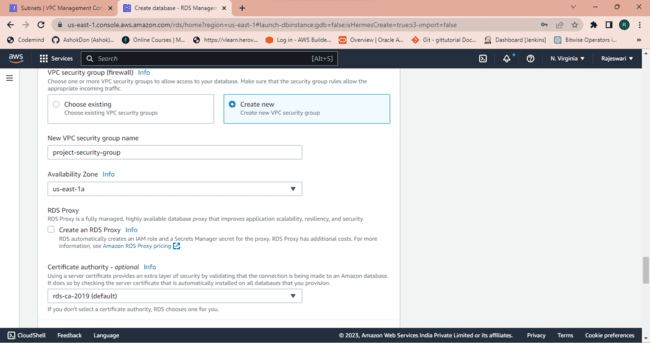 Subnets | VPC Management Con
Create database - RDS Manager
us-east-1.console.aws.amazon.com/rds/home?region=us-east-1#launch-dbinstance:gdb=false;isHermesCreate=true;s3-import=false
Codemind
AshokDon (Ashok)
Online Courses | M...
https://vlearn.herov...
Log in - AWS Builde...
Oracle Academy | O...
Git - gittutorial Doc...
Dashboard [Jenkins]
Bitwise Operators i...
aws
Services
Search
[Alt+S]
N. Virginia
Rajeswari
VPC security group (firewall) Info
Choose one or more VPC security groups to allow access to your database. Make sure that the security group rules allow the
appropriate incoming traffic.
Choose existing
Choose existing VPC security groups
Create new
Create new VPC security group
New VPC security group name
project-security-group
Availability Zone Info
us-east-1a
RDS Proxy
RDS Proxy is a fully managed, highly available database proxy that improves application scalability, resiliency, and security.
Create an RDS Proxy Info
RDS automatically creates an IAM role and a Secrets Manager secret for the proxy. RDS Proxy has additional costs. For more
information, see Amazon RDS Proxy pricing
Certificate authority - optional Info
Using a server certificate provides an extra layer of security by validating that the connection is being made to an Amazon database.
It does so by checking the server certificate that is automatically installed on all databases that you provision.
rds-ca-2019 (default)
If you don't select a certificate authority, RDS chooses one for you.
CloudShell
Feedback
Language
© 2023, Amazon Web Services India Private Limited or its affiliates.
Privacy
Terms
Cookie preferences